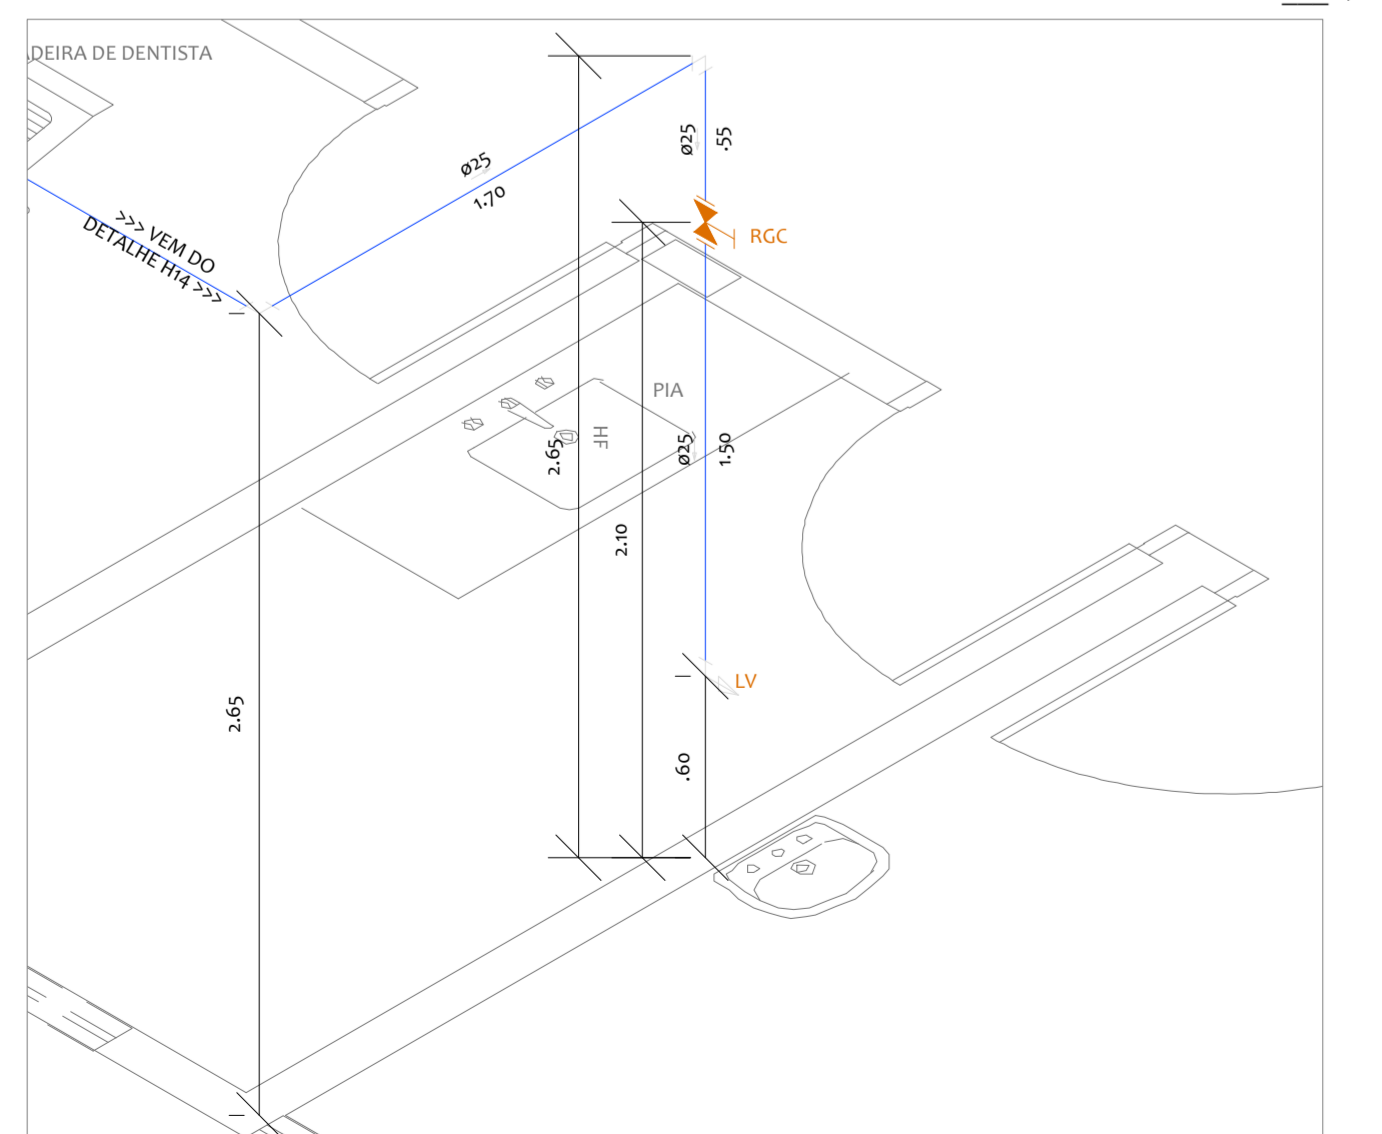 DEIRA DE DENTISTA
ø25
.55
ø25
1.70
>>> VEM DO
DETALHE H14 >>>
RGC
PIA
HF
2.65
ø25
1.50
2.10
LV
2.65
.60